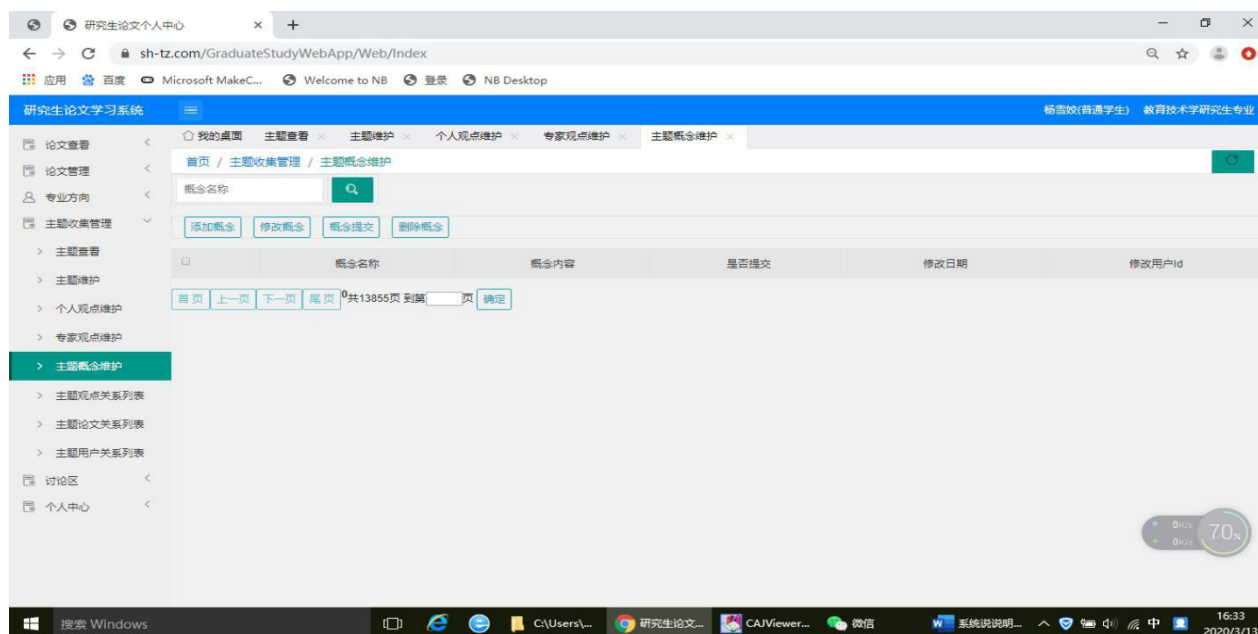 研究生论文个人中心
sh-tz.com/GraduateStudyWebApp/Web/Index
应用 百度 Microsoft MakeC... Welcome to NB 登录 NB Desktop
研究生论文学习系统 杨雪姣(普通学生) 教育技术学研究生专业
我的桌面 主题查看 主题维护 个人观点维护 专家观点维护 主题概念维护
首页 / 主题收集管理 / 主题概念维护
概念名称
添加概念 修改概念 概念提交 删除概念
概念名称 概念内容 是否提交 修改日期 修改用户Id
首页 上一页 下一页 尾页 0共13855页 到第 页 确定
论文查看
论文管理
专业方向
主题收集管理
主题查看
主题维护
个人观点维护
专家观点维护
主题概念维护
主题观点关系列表
主题论文关系列表
主题用户关系列表
讨论区
个人中心
0K/s
0K/s
70%
搜索 Windows C:\Users\... 研究生论文... CAJViewer... 微信 系统说说明... 中 16:33
2020/3/13